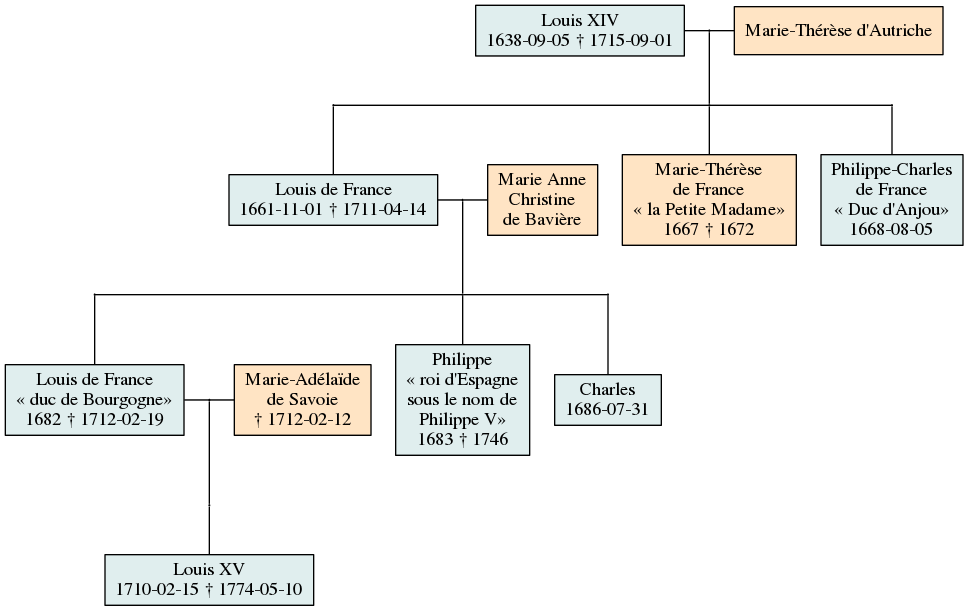 Louis XIV
1638-09-05 † 1715-09-01
Marie-Thérèse d'Autriche
Louis de France
1661-11-01 † 1711-04-14
Marie Anne
Christine
de Bavière
Marie-Thérèse
de France
« la Petite Madame»
1667 † 1672
Philippe-Charles
de France
« Duc d'Anjou»
1668-08-05
Louis de France
« duc de Bourgogne»
1682 † 1712-02-19
Marie-Adélaïde
de Savoie
† 1712-02-12
Philippe
« roi d'Espagne
sous le nom de
Philippe V»
1683 † 1746
Charles
1686-07-31
Louis XV
1710-02-15 † 1774-05-10